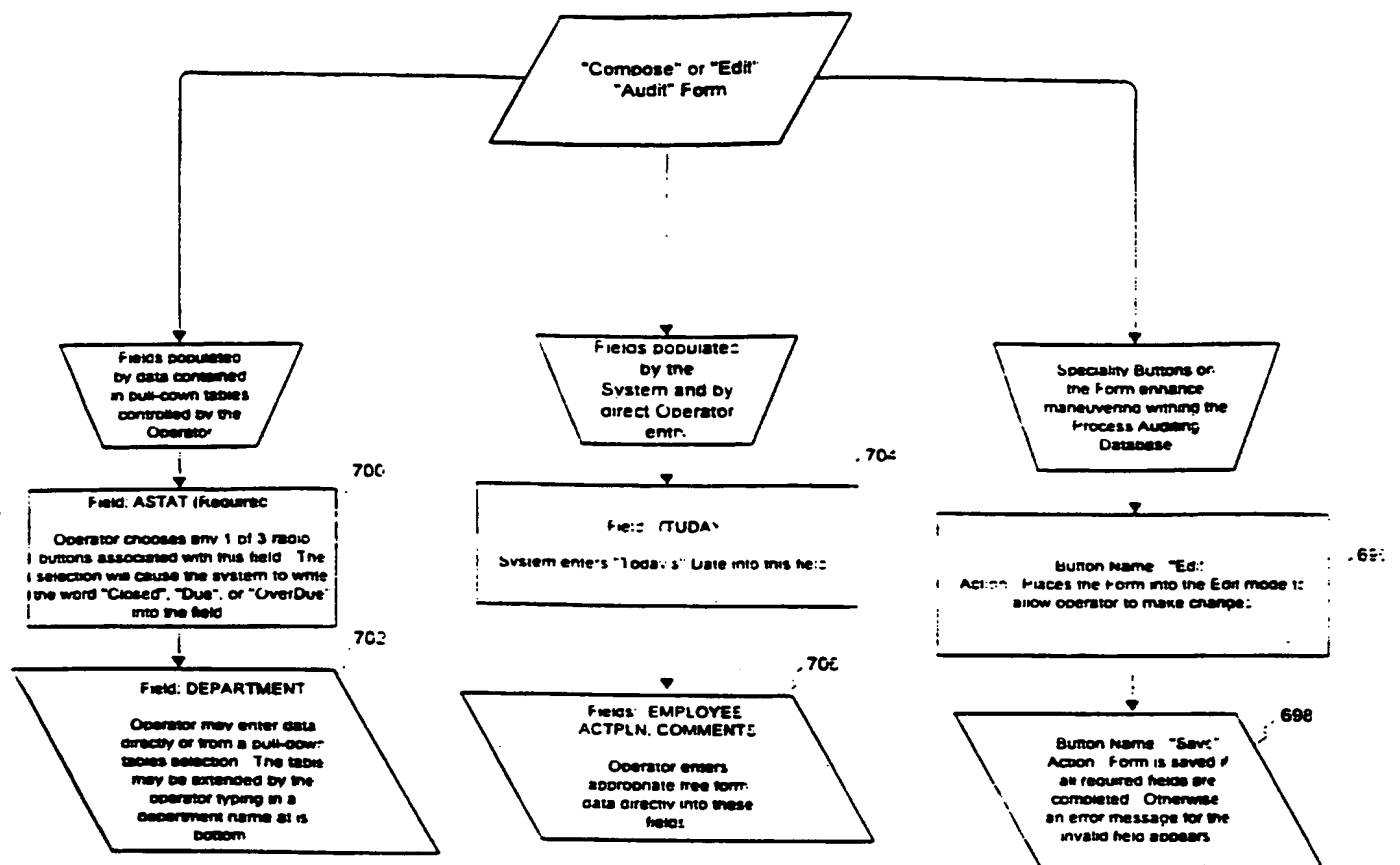 "Compose" or "Edit"
"Audit" Form
Fields populated
by data contained
in pull-down tables
controlled by the
Operator
Fields populated
by the
System and by
direct Operator
entry.
Speciality Buttons on
the Form enhance
maneuvering withing the
Process Auditing
Database
700
Field: ASTAT (Required
Operator chooses any 1 of 3 radio
buttons associated with this field The
selection will cause the system to write
the word "Closed", "Due", or "OverDue"
into the field
704
Field: (TUDAY
System enters "Today's" Date into this field
Button Name "Edit"
Action Places the Form into the Edit mode to
allow operator to make changes
702
Field: DEPARTMENT
Operator may enter data
directly or from a pull-down
tables selection The table
may be extended by the
operator typing in a
department name at is
bottom
706
Fields: EMPLOYEE
ACTPLN, COMMENTS
Operator enters
appropriate free form
data directly into these
fields
698
Button Name "Save"
Action Form is saved if
all required fields are
completed Otherwise
an error message for the
invalid field appears